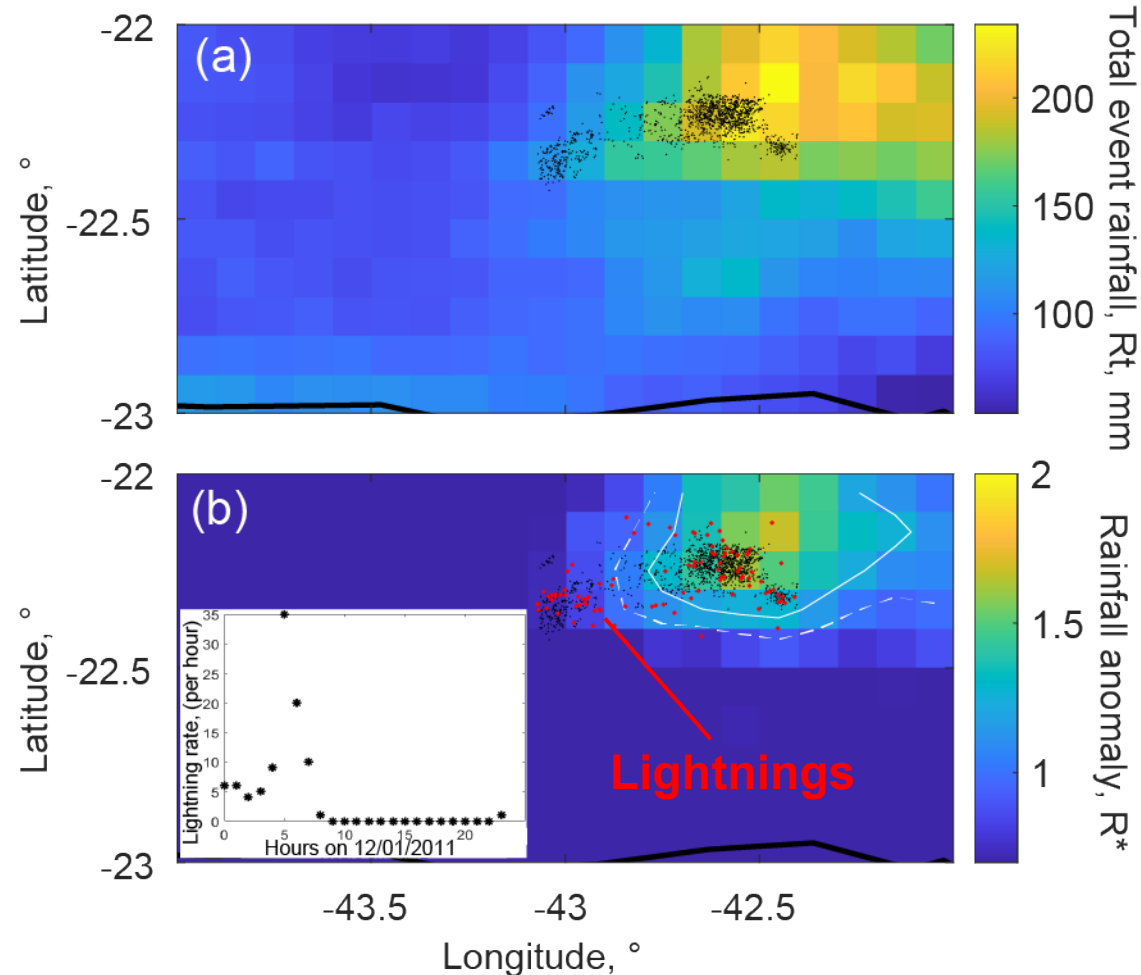 (a)
-22
-22.5
-23
Latitude, °
200
150
100
Total event rainfall, Rt, mm
(b)
-22
-22.5
-23
Latitude, °
-43.5
-43
-42.5
Longitude, °
2
1.5
1
Rainfall anomaly, R*
Lightnings
35
30
25
20
15
10
5
0
Lightning rate, (per hour)
0
5
10
15
20
Hours on 12/01/2011